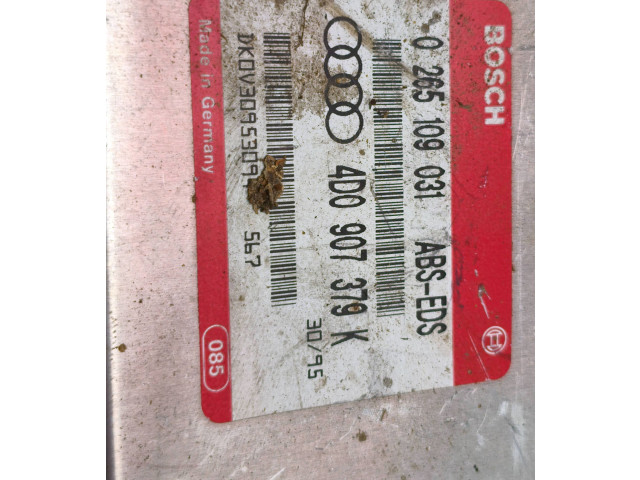 BOSCH
0 265 109 031 ABS-EDS
4D0 907 379 K
30/95
567
Made in Germany
085